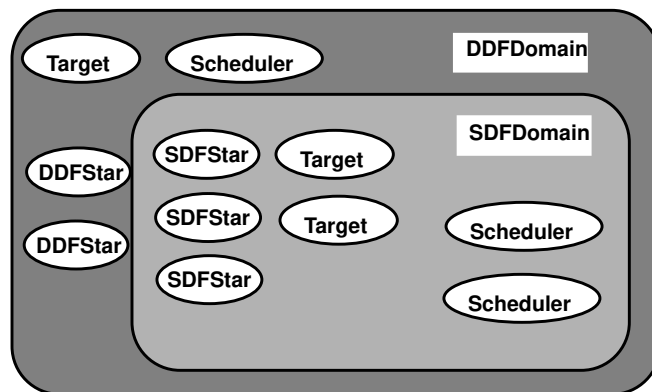 Target
Scheduler
DDFDomain
SDFDomain
SDFStar
Target
DDFStar
SDFStar
Target
Scheduler
DDFStar
SDFStar
Scheduler